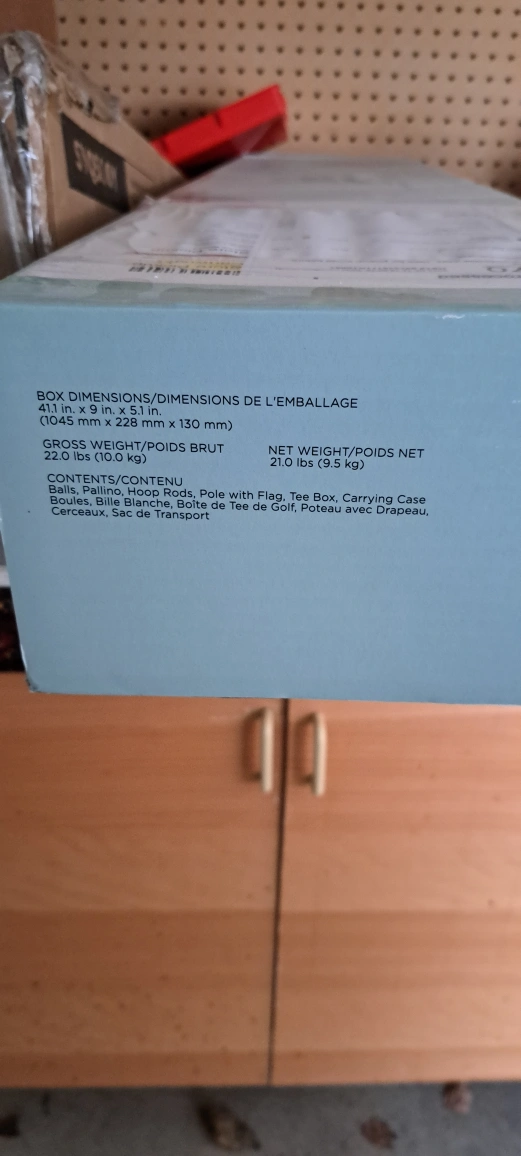 BOX DIMENSIONS/DIMENSIONS DE L'EMBALLAGE
41.1 in. x 9 in. x 5.1 in.
(1045 mm x 228 mm x 130 mm)
GROSS WEIGHT/POIDS BRUT
22.0 lbs (10.0 kg)
NET WEIGHT/POIDS NET
21.0 lbs (9.5 kg)
CONTENTS/CONTENU
Balls, Pallino, Hoop Rods, Pole with Flag, Tee Box, Carrying Case
Boules, Bille Blanche, Boîte de Tee de Golf, Poteau avec Drapeau,
Cerceaux, Sac de Transport